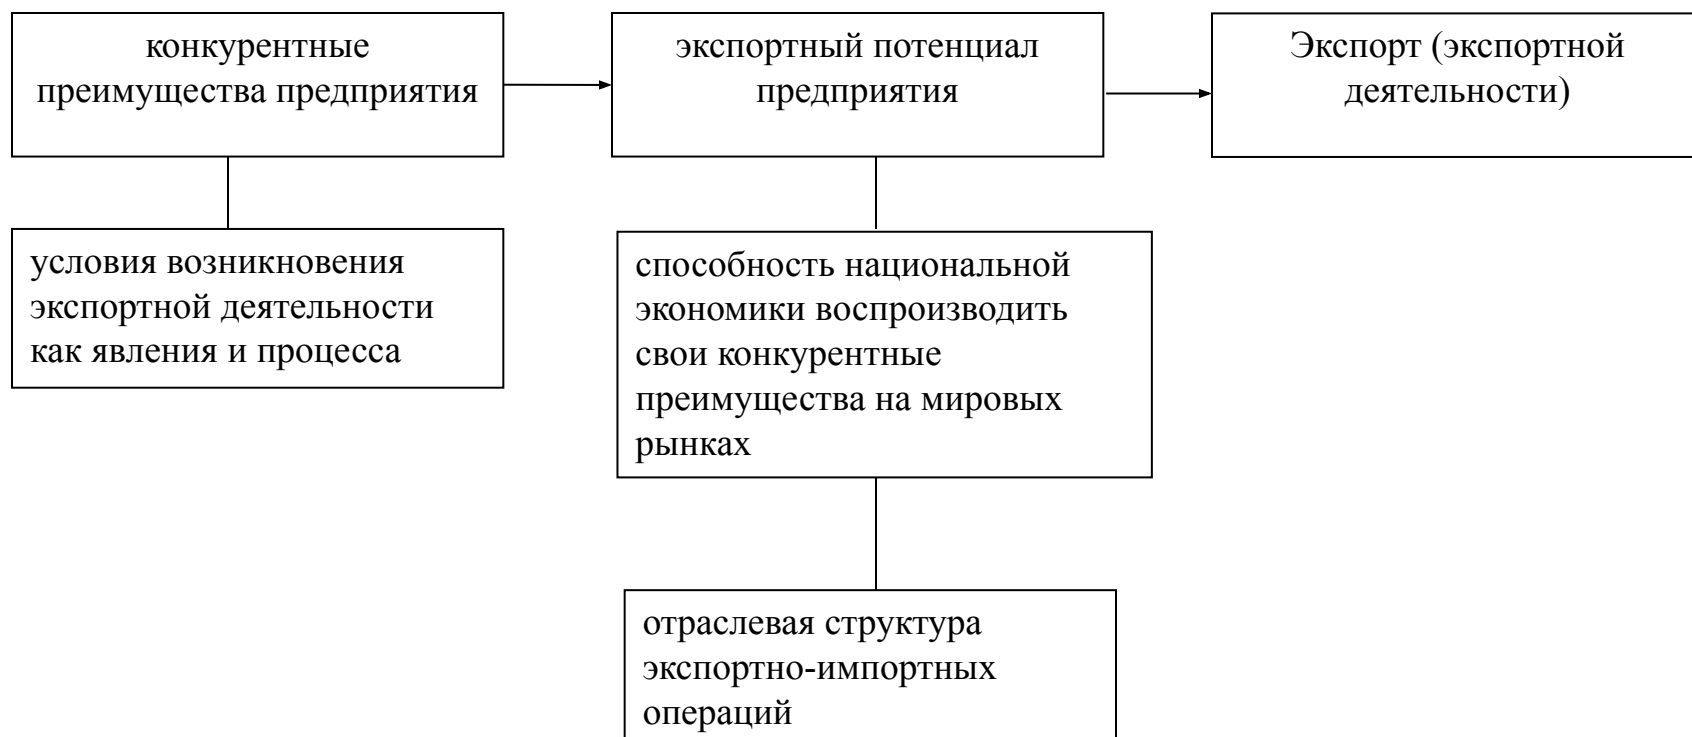 конкурентные
преимущества предприятия
экспортный потенциал
предприятия
Экспорт (экспортной
деятельности)
условия возникновения
экспортной деятельности
как явления и процесса
способность национальной
экономики воспроизводить
свои конкурентные
преимущества на мировых
рынках
отраслевая структура
экспортно-импортных
операций